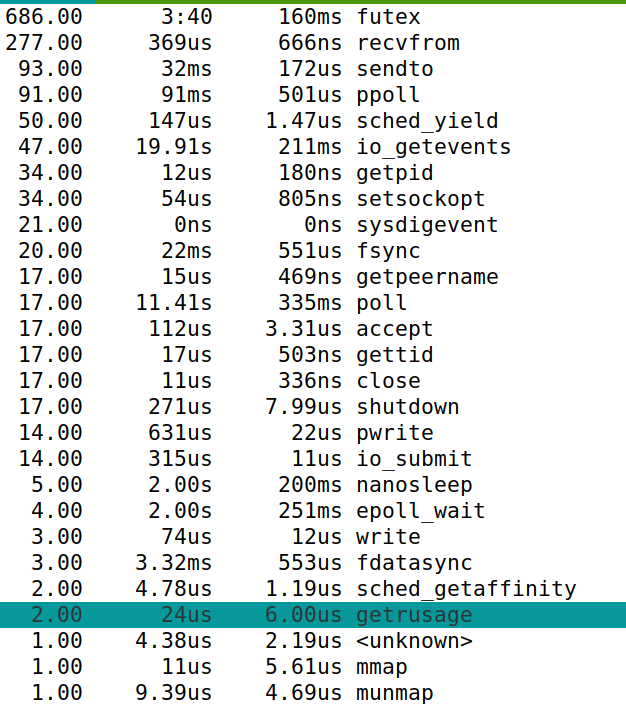 686.00 3:40 160ms futex
277.00 369us 666ns recvfrom
93.00 32ms 172us sendto
91.00 91ms 501us ppoll
50.00 147us 1.47us sched_yield
47.00 19.91s 211ms io_getevents
34.00 12us 180ns getpid
34.00 54us 805ns setsockopt
21.00 0ns 0ns sysdigevent
20.00 22ms 551us fsync
17.00 15us 469ns getpeername
17.00 11.41s 335ms poll
17.00 112us 3.31us accept
17.00 17us 503ns gettid
17.00 11us 336ns close
17.00 271us 7.99us shutdown
14.00 631us 22us pwrite
14.00 315us 11us io_submit
5.00 2.00s 200ms nanosleep
4.00 2.00s 251ms epoll_wait
3.00 74us 12us write
3.00 3.32ms 553us fdatasync
2.00 4.78us 1.19us sched_getaffinity
2.00 24us 6.00us getrusage
1.00 4.38us 2.19us <unknown>
1.00 11us 5.61us mmap
1.00 9.39us 4.69us munmap